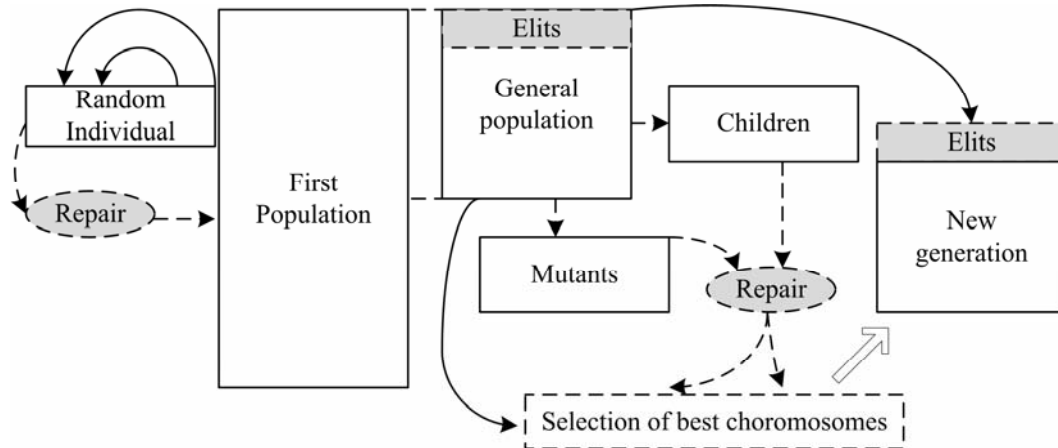 Random
Individual
Repair
First
Population
Elits
General
population
Children
Mutants
Repair
Selection of best choromosomes
Elits
New
generation